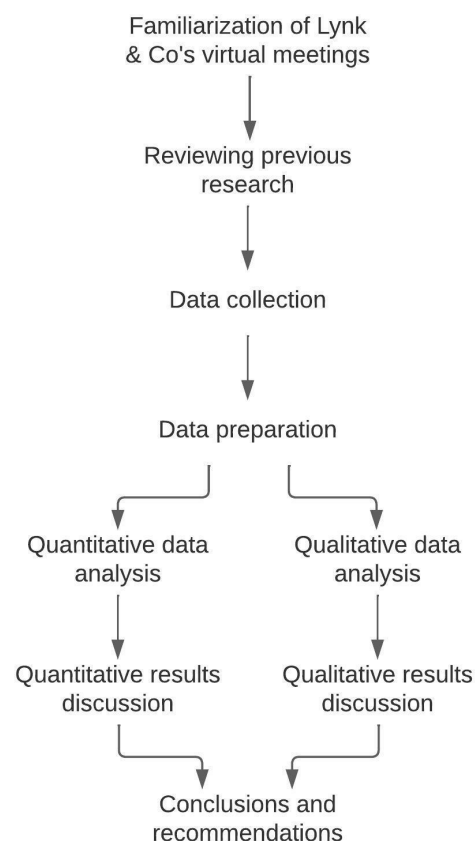 Familiarization of Lynk
& Co's virtual meetings
Reviewing previous
research
Data collection
Data preparation
Quantitative data
analysis
Qualitative data
analysis
Quantitative results
discussion
Qualitative results
discussion
Conclusions and
recommendations